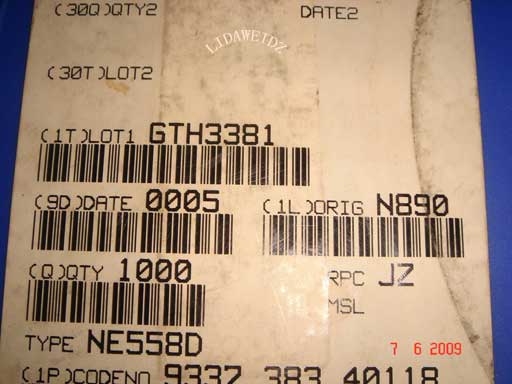 (30Q)QTY2 DATE2
LIDAWEIDZ
(30T)LOT2
(1T)LOT1 GTH3381
(9D)DATE 0005 (1L)ORIG N890
(Q)QTY 1000 RPC JZ
MSL
TYPE NE558D
7 6 2009
(1P)CODENO 9337 383 40118